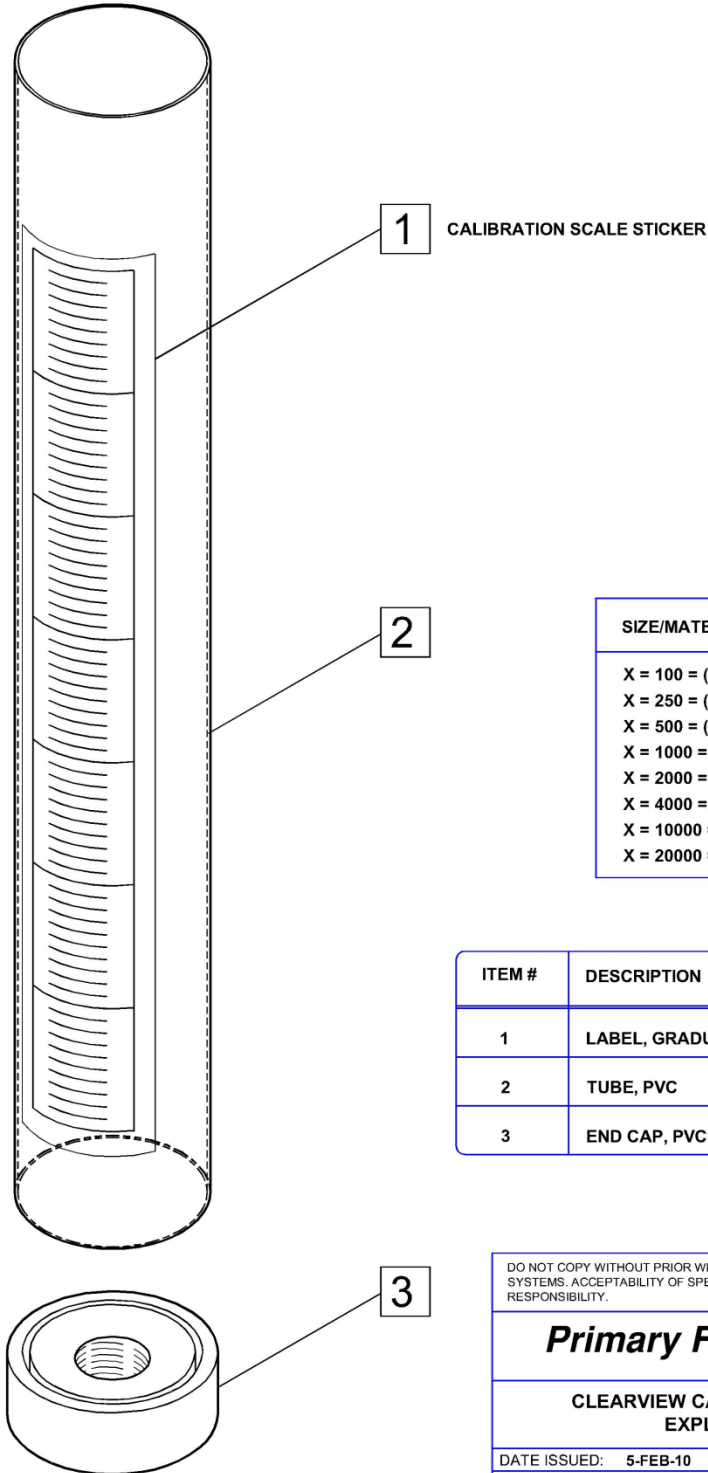 1 CALIBRATION SCALE STICKER
2
SIZE/MATE
X = 100 = (
X = 250 = (
X = 500 = (
X = 1000 =
X = 2000 =
X = 4000 =
X = 10000
X = 20000
ITEM # DESCRIPTION
1 LABEL, GRADU
2 TUBE, PVC
3 END CAP, PVC
3
DO NOT COPY WITHOUT PRIOR
SYSTEMS. ACCEPTABILITY OF SPE
RESPONSIBILITY.
Primary F
CLEARVIEW CA
EXPL
DATE ISSUED: 5-FEB-10